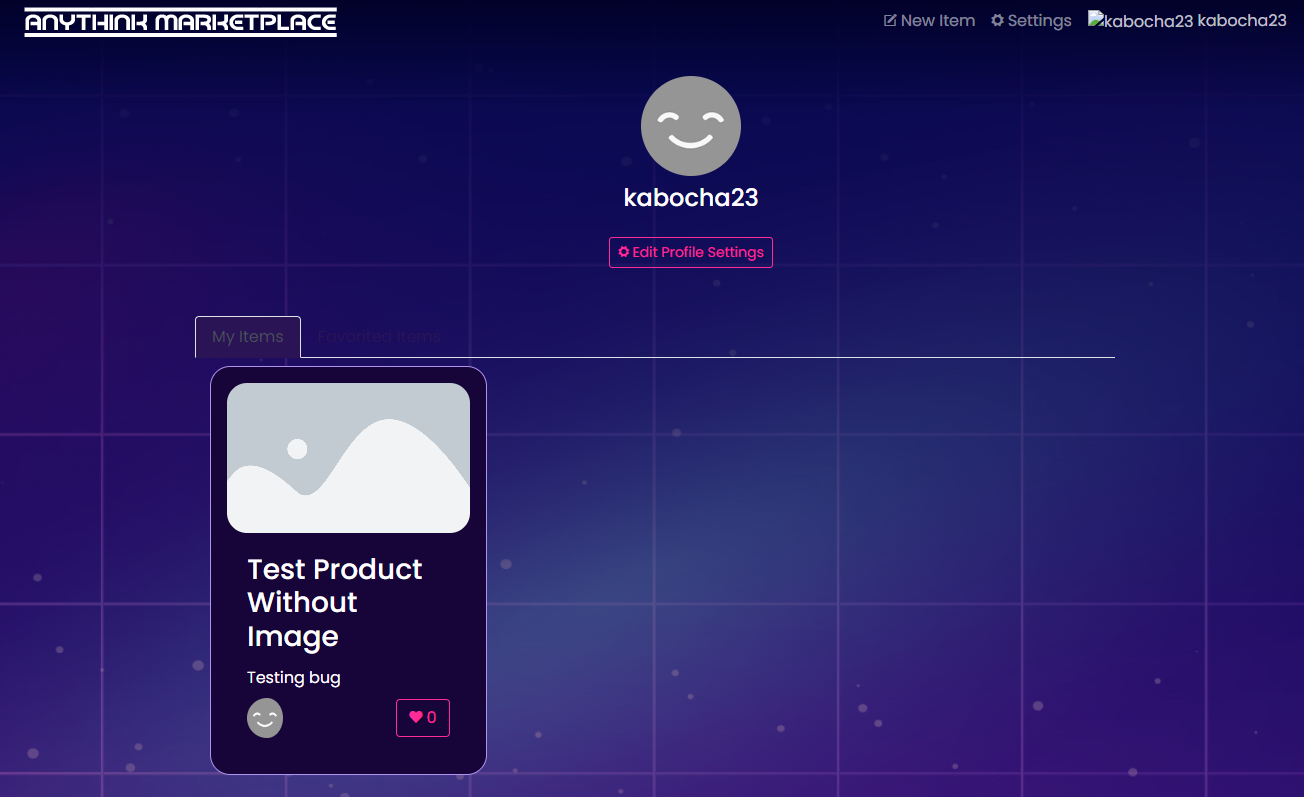 ANYTHINK MARKETPLACE
New Item Settings kabocha23 kabocha23
kabocha23
Edit Profile Settings
My Items Favorited Items
Test Product
Without
Image
Testing bug
0